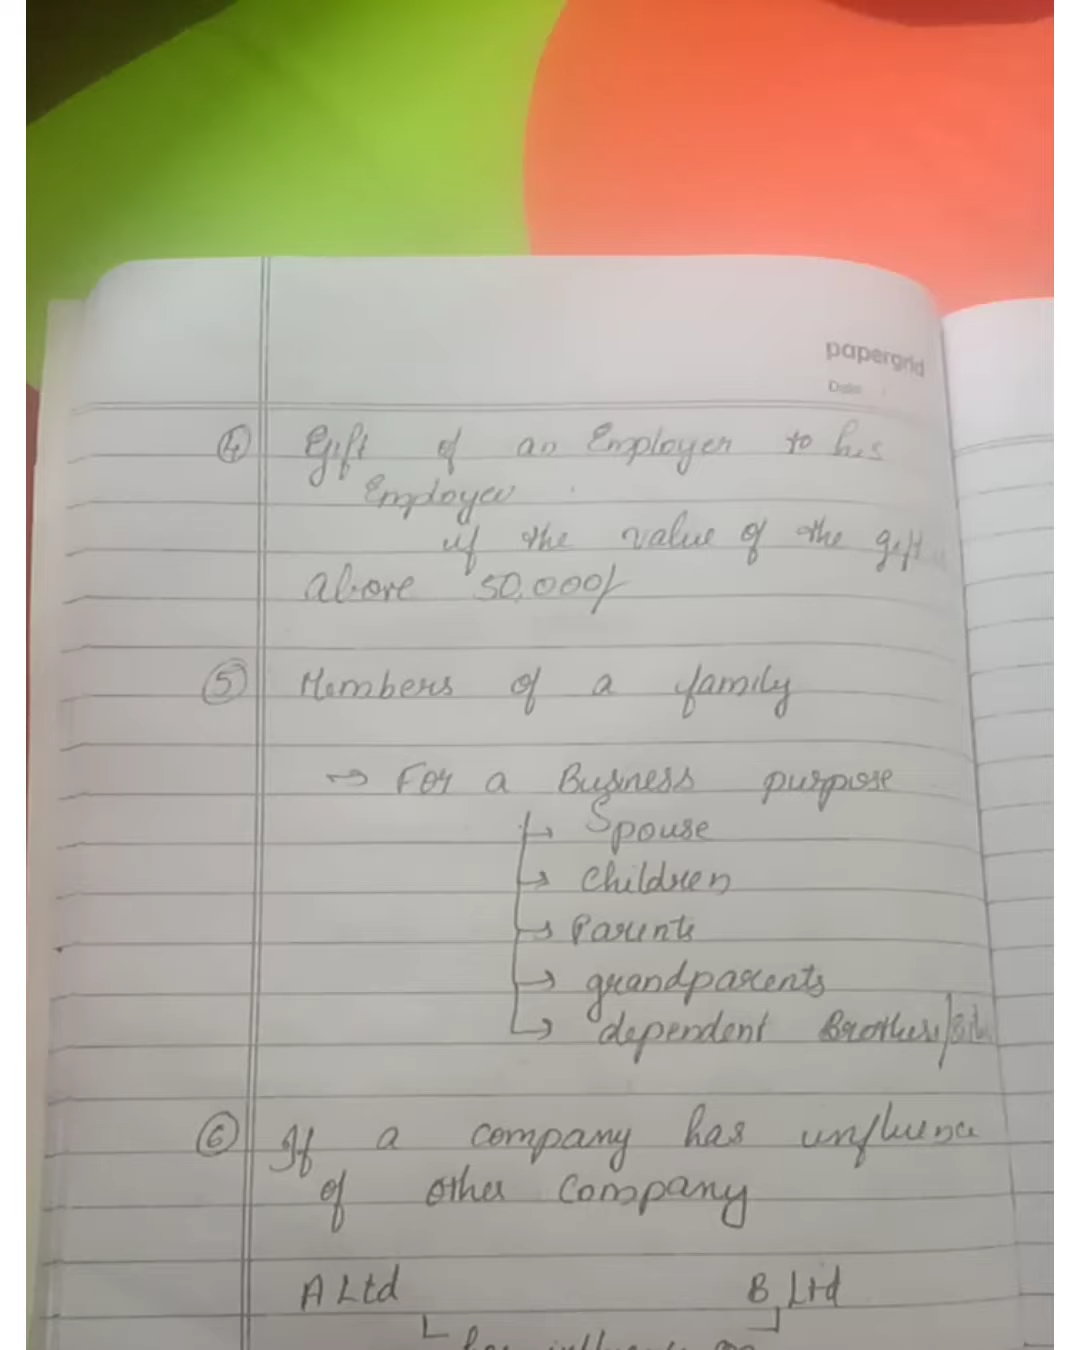 papergrid
Date
④ Gift of an Employer to his
Employee
if the value of the gift
above 50,000/-
⑤ Members of a family
→ For a Business purpose
→ Spouse
→ Children
→ Parents
→ grandparents
→ dependent Brother/
⑥ If a company has influence
of other Company
A Ltd B Ltd